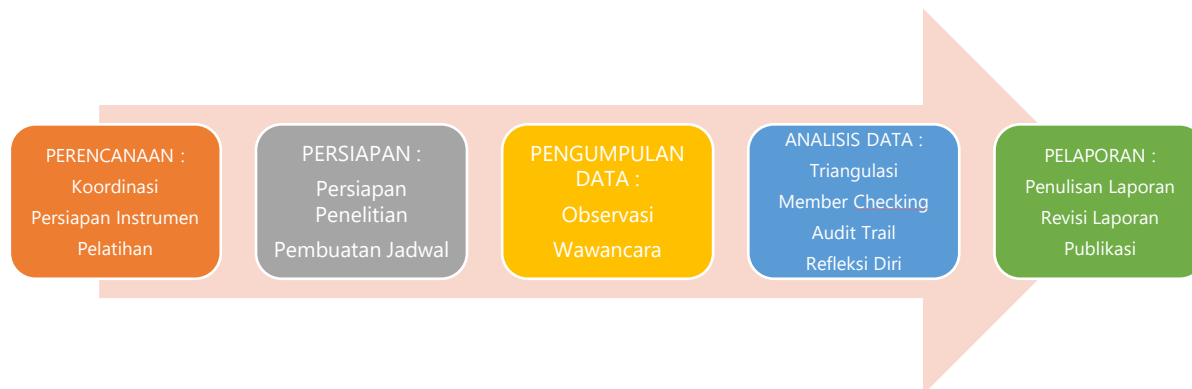 PERENCANAAN :
Koordinasi
Persiapan Instrumen
Pelatihan
PERSIAPAN :
Persiapan
Penelitian
Pembuatan Jadwal
PENGUMPULAN
DATA :
Observasi
Wawancara
ANALISIS DATA :
Triangulasi
Member Checking
Audit Trail
Refleksi Diri
PELAPORAN :
Penulisan Laporan
Revisi Laporan
Publikasi